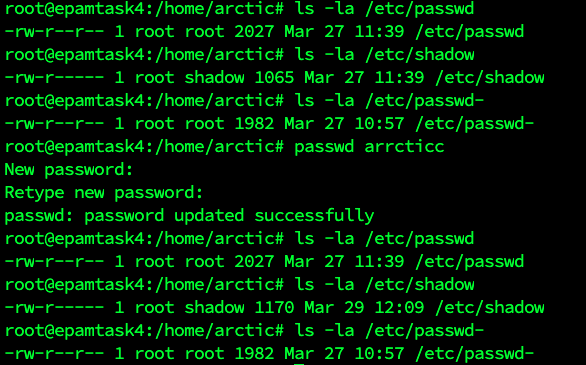 root@epamtask4:/home/arctic# ls -la /etc/passwd
-rw-r--r-- 1 root root 2027 Mar 27 11:39 /etc/passwd
root@epamtask4:/home/arctic# ls -la /etc/shadow
-rw-r----- 1 root shadow 1065 Mar 27 11:39 /etc/shadow
root@epamtask4:/home/arctic# ls -la /etc/passwd-
-rw-r--r-- 1 root root 1982 Mar 27 10:57 /etc/passwd-
root@epamtask4:/home/arctic# passwd arrcticc
New password:
Retype new password:
passwd: password updated successfully
root@epamtask4:/home/arctic# ls -la /etc/passwd
-rw-r--r-- 1 root root 2027 Mar 27 11:39 /etc/passwd
root@epamtask4:/home/arctic# ls -la /etc/shadow
-rw-r----- 1 root shadow 1170 Mar 29 12:09 /etc/shadow
root@epamtask4:/home/arctic# ls -la /etc/passwd-
-rw-r--r-- 1 root root 1982 Mar 27 10:57 /etc/passwd-